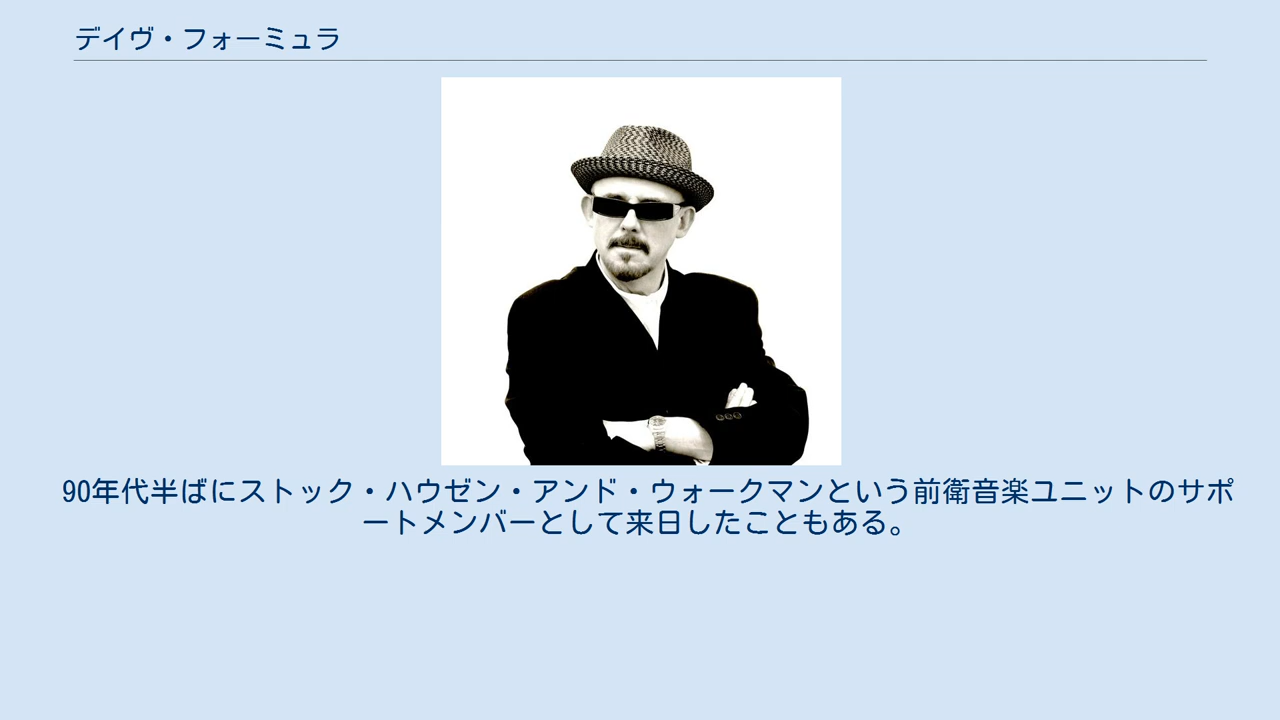 デイヴ・フォーミュラ
90年代半ばにストック・ハウゼン・アンド・ウォークマンという前衛音楽ユニットのサポ
ートメンバーとして来日したこともある。